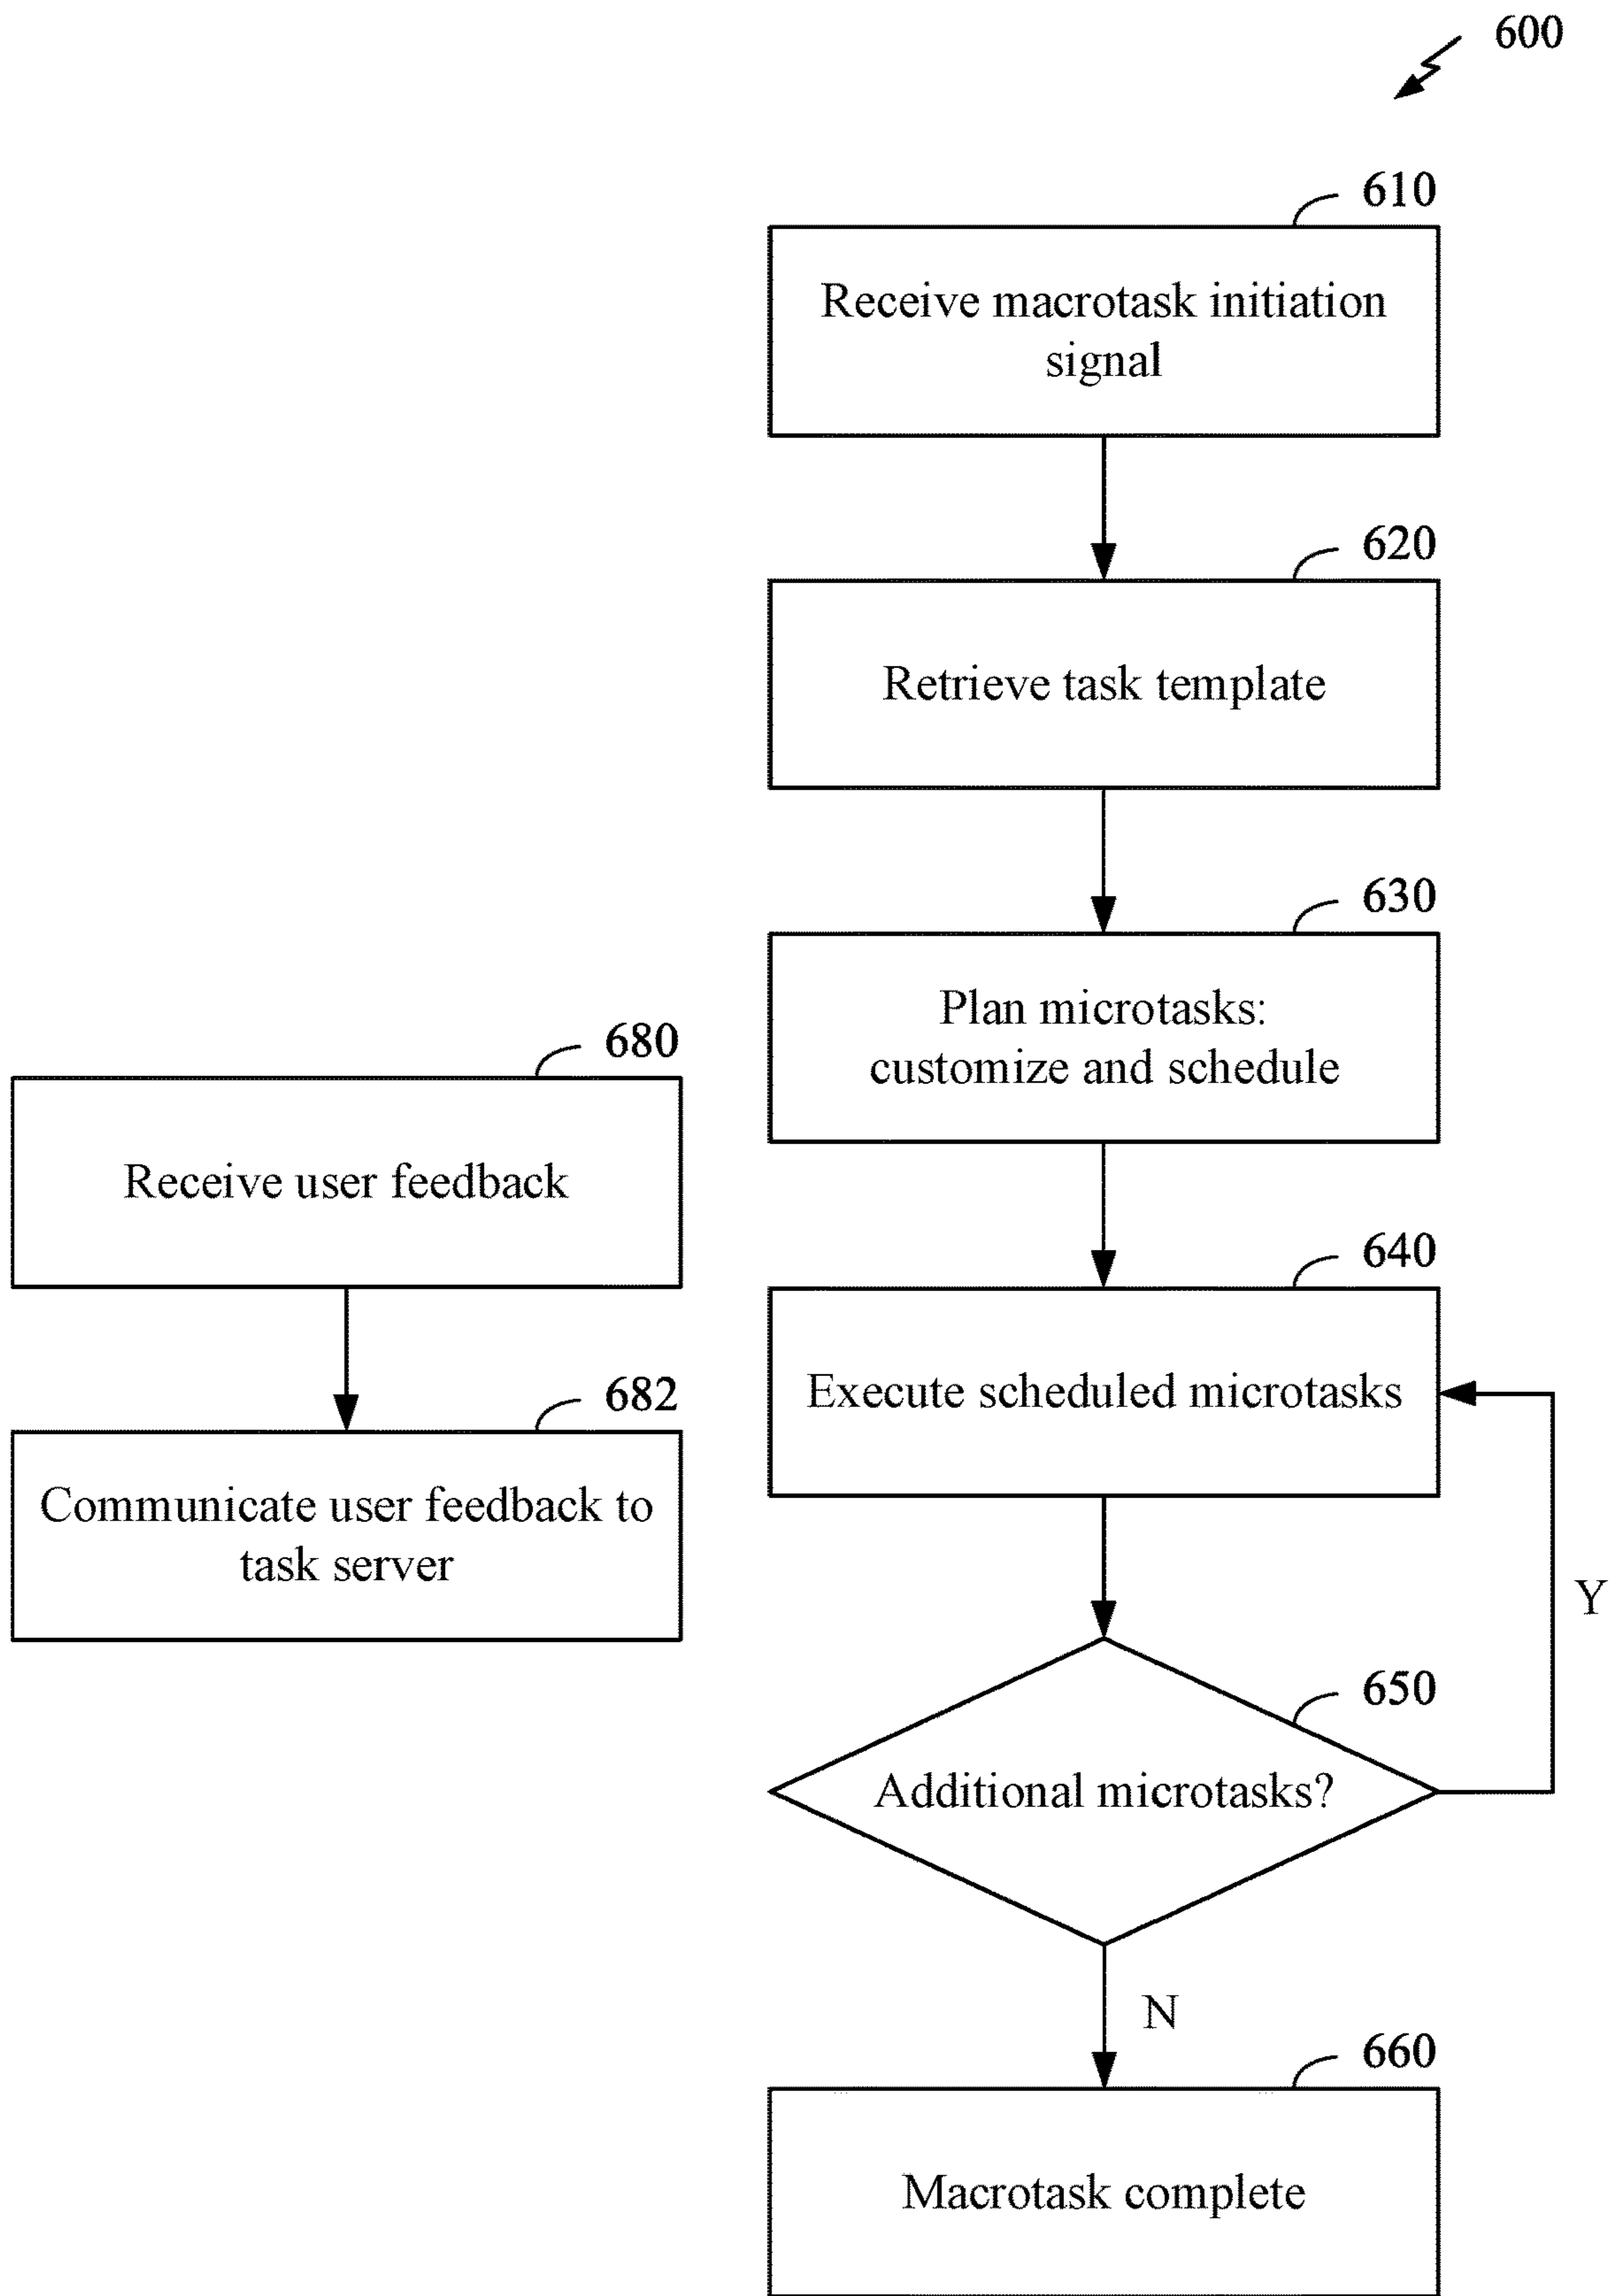 600
610
Receive macrotask initiation
signal
620
Retrieve task template
630
Plan microtasks:
customize and schedule
680
Receive user feedback
640
Execute scheduled microtasks
682
Communicate user feedback to
task server
Y
650
Additional microtasks?
N
660
Macrotask complete